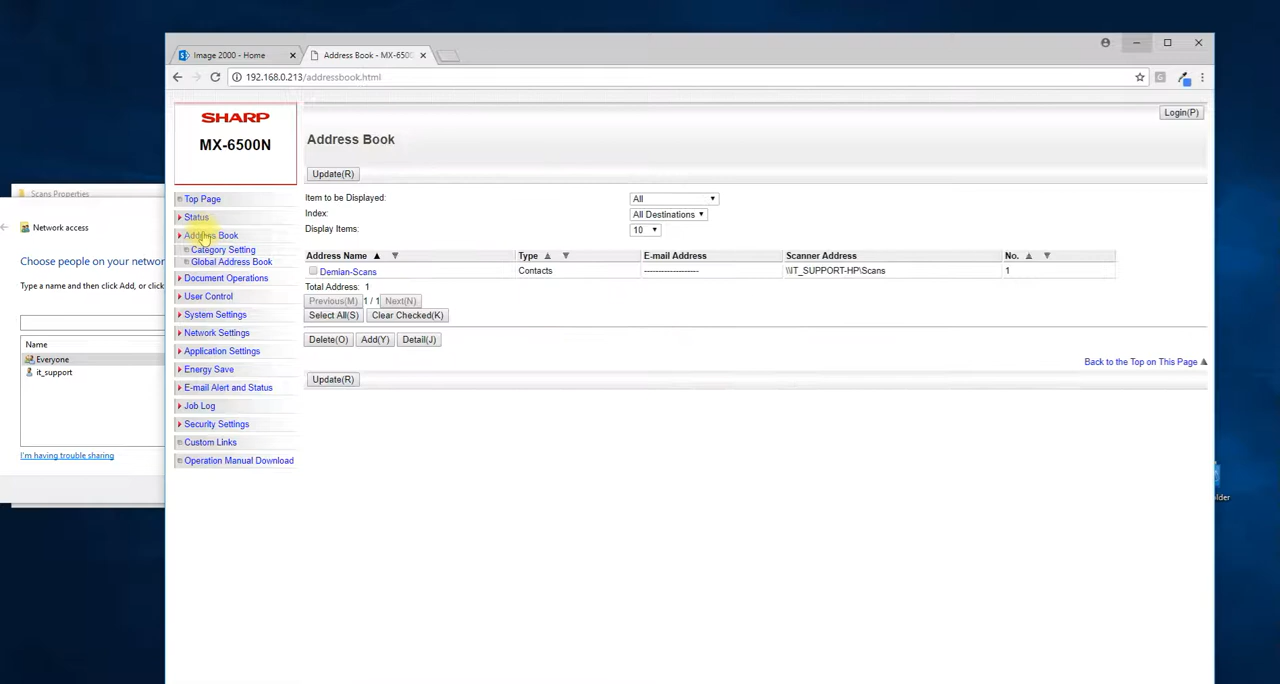 Image 2000 - Home
Address Book - MX-650
192.168.0.213/addressbook.html
SHARP
MX-6500N
Login(P)
Address Book
Update(R)
Top Page
Status
Address Book
Category Setting
Global Address Book
Document Operations
User Control
System Settings
Network Settings
Application Settings
Energy Save
E-mail Alert and Status
Job Log
Security Settings
Custom Links
Operation Manual Download
Item to be Displayed: All
Index: All Destinations
Display Items: 10
Address Name Type E-mail Address Scanner Address No.
Demian-Scans Contacts ------------------- \\IT_SUPPORT-HP\Scans 1
Total Address: 1
Previous(M) 1 / 1 Next(N)
Select All(S) Clear Checked(K)
Delete(O) Add(Y) Detail(J)
Back to the Top on This Page
Update(R)
Scans Properties
Network access
Choose people on your networ
Type a name and then click Add, or click
Name
Everyone
it_support
I'm having trouble sharing
older